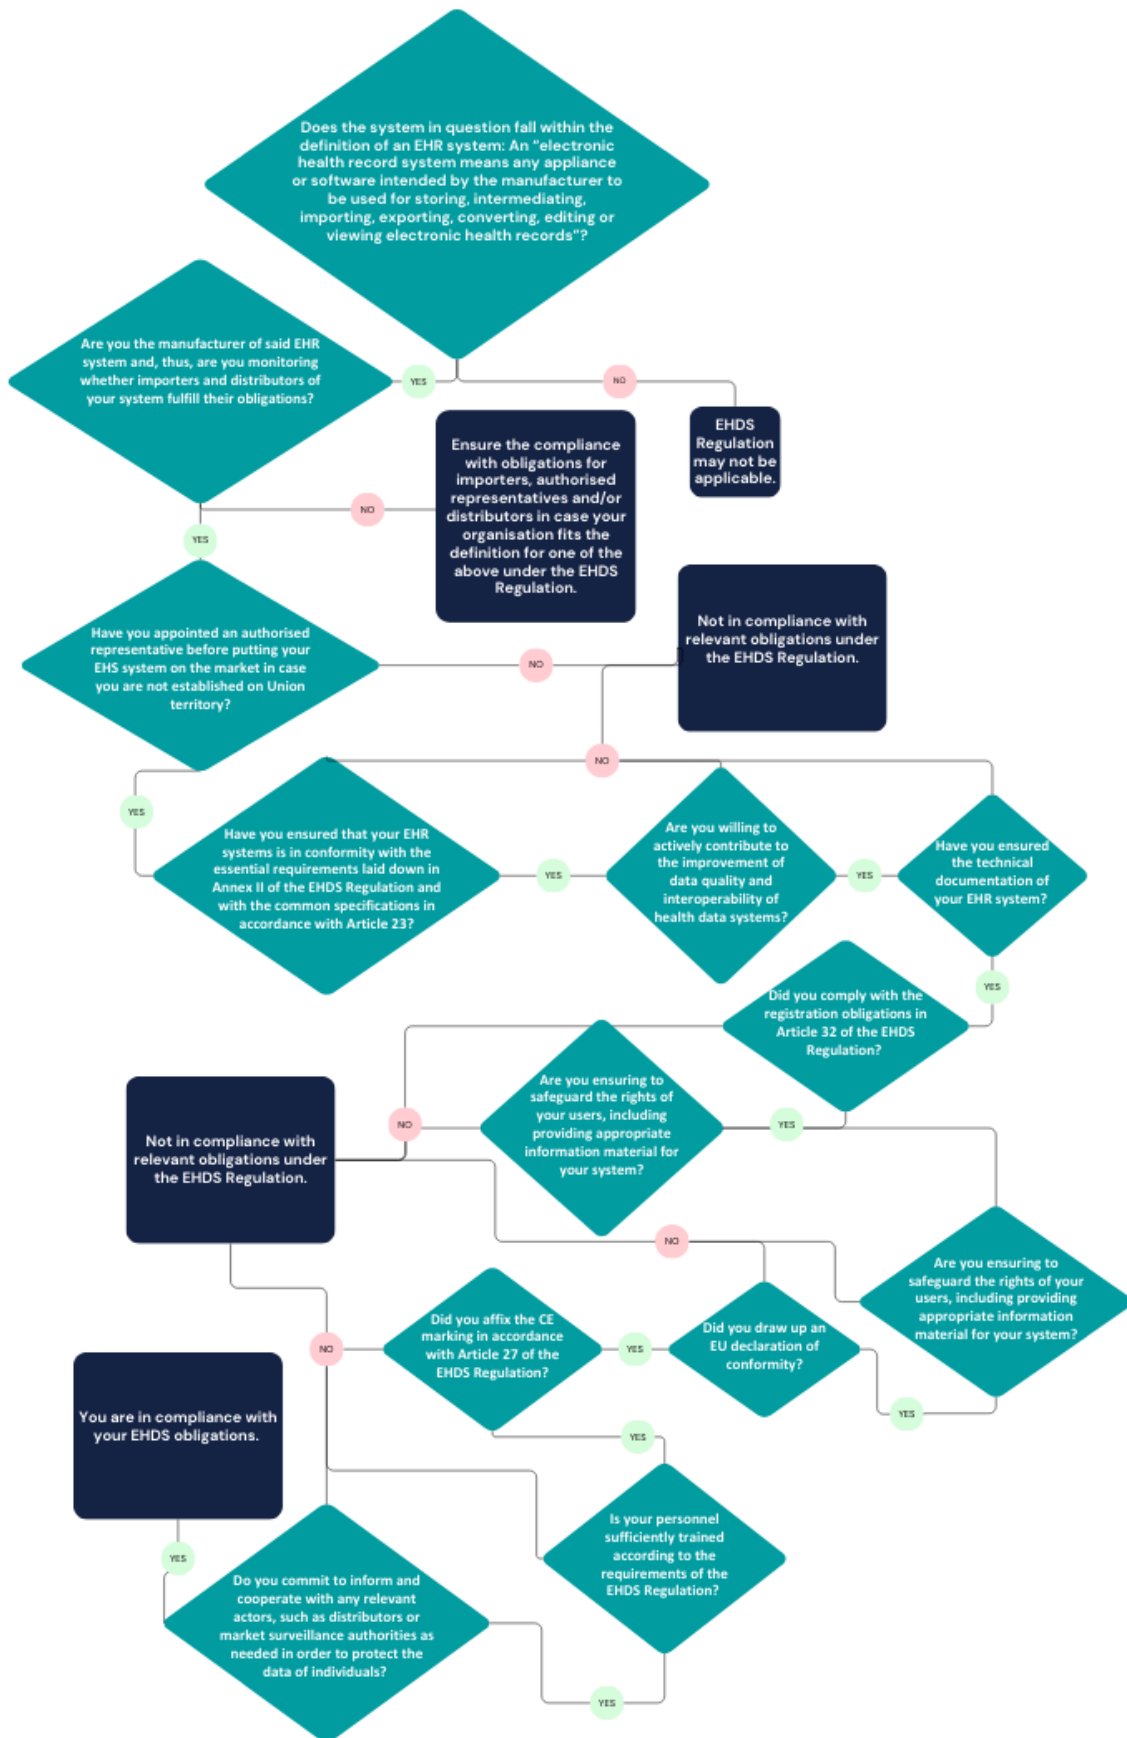 Does the system in question fall within the
definition of an EHR system: An “electronic
health record system means any appliance
or software intended by the manufacturer to
be used for storing, intermediating,
importing, exporting, converting, editing or
viewing electronic health records”?
Are you the manufacturer of said EHR
system and, thus, are you monitoring
whether importers and distributors of
your system fulfill their obligations?
YES
NO
EHDS
Regulation
may not be
applicable.
Ensure the compliance
with obligations for
importers, authorised
representatives and/or
distributors in case your
organisation fits the
definition for one of the
above under the EHDS
Regulation.
NO
YES
Have you appointed an authorised
representative before putting your
EHS system on the market in case
you are not established on Union
territory?
NO
Not in compliance with
relevant obligations under
the EHDS Regulation.
NO
YES
Have you ensured that your EHR
systems is in conformity with the
essential requirements laid down in
Annex II of the EHDS Regulation and
with the common specifications in
accordance with Article 23?
YES
Are you willing to
actively contribute to
the improvement of
data quality and
interoperability of
health data systems?
YES
Have you ensured
the technical
documentation of
your EHR system?
YES
Did you comply with the
registration obligations in
Article 32 of the EHDS
Regulation?
Are you ensuring to
safeguard the rights of
your users, including
providing appropriate
information material for
your system?
NO
YES
Not in compliance with
relevant obligations under
the EHDS Regulation.
NO
Are you ensuring to
safeguard the rights of your
users, including providing
appropriate information
material for your system?
Did you affix the CE
marking in accordance
with Article 27 of the
EHDS Regulation?
NO
YES
Did you draw up an
EU declaration of
conformity?
YES
You are in compliance with
your EHDS obligations.
YES
Is your personnel
sufficiently trained
according to the
requirements of the
EHDS Regulation?
YES
Do you commit to inform and
cooperate with any relevant
actors, such as distributors or
market surveillance authorities as
needed in order to protect the
data of individuals?
YES